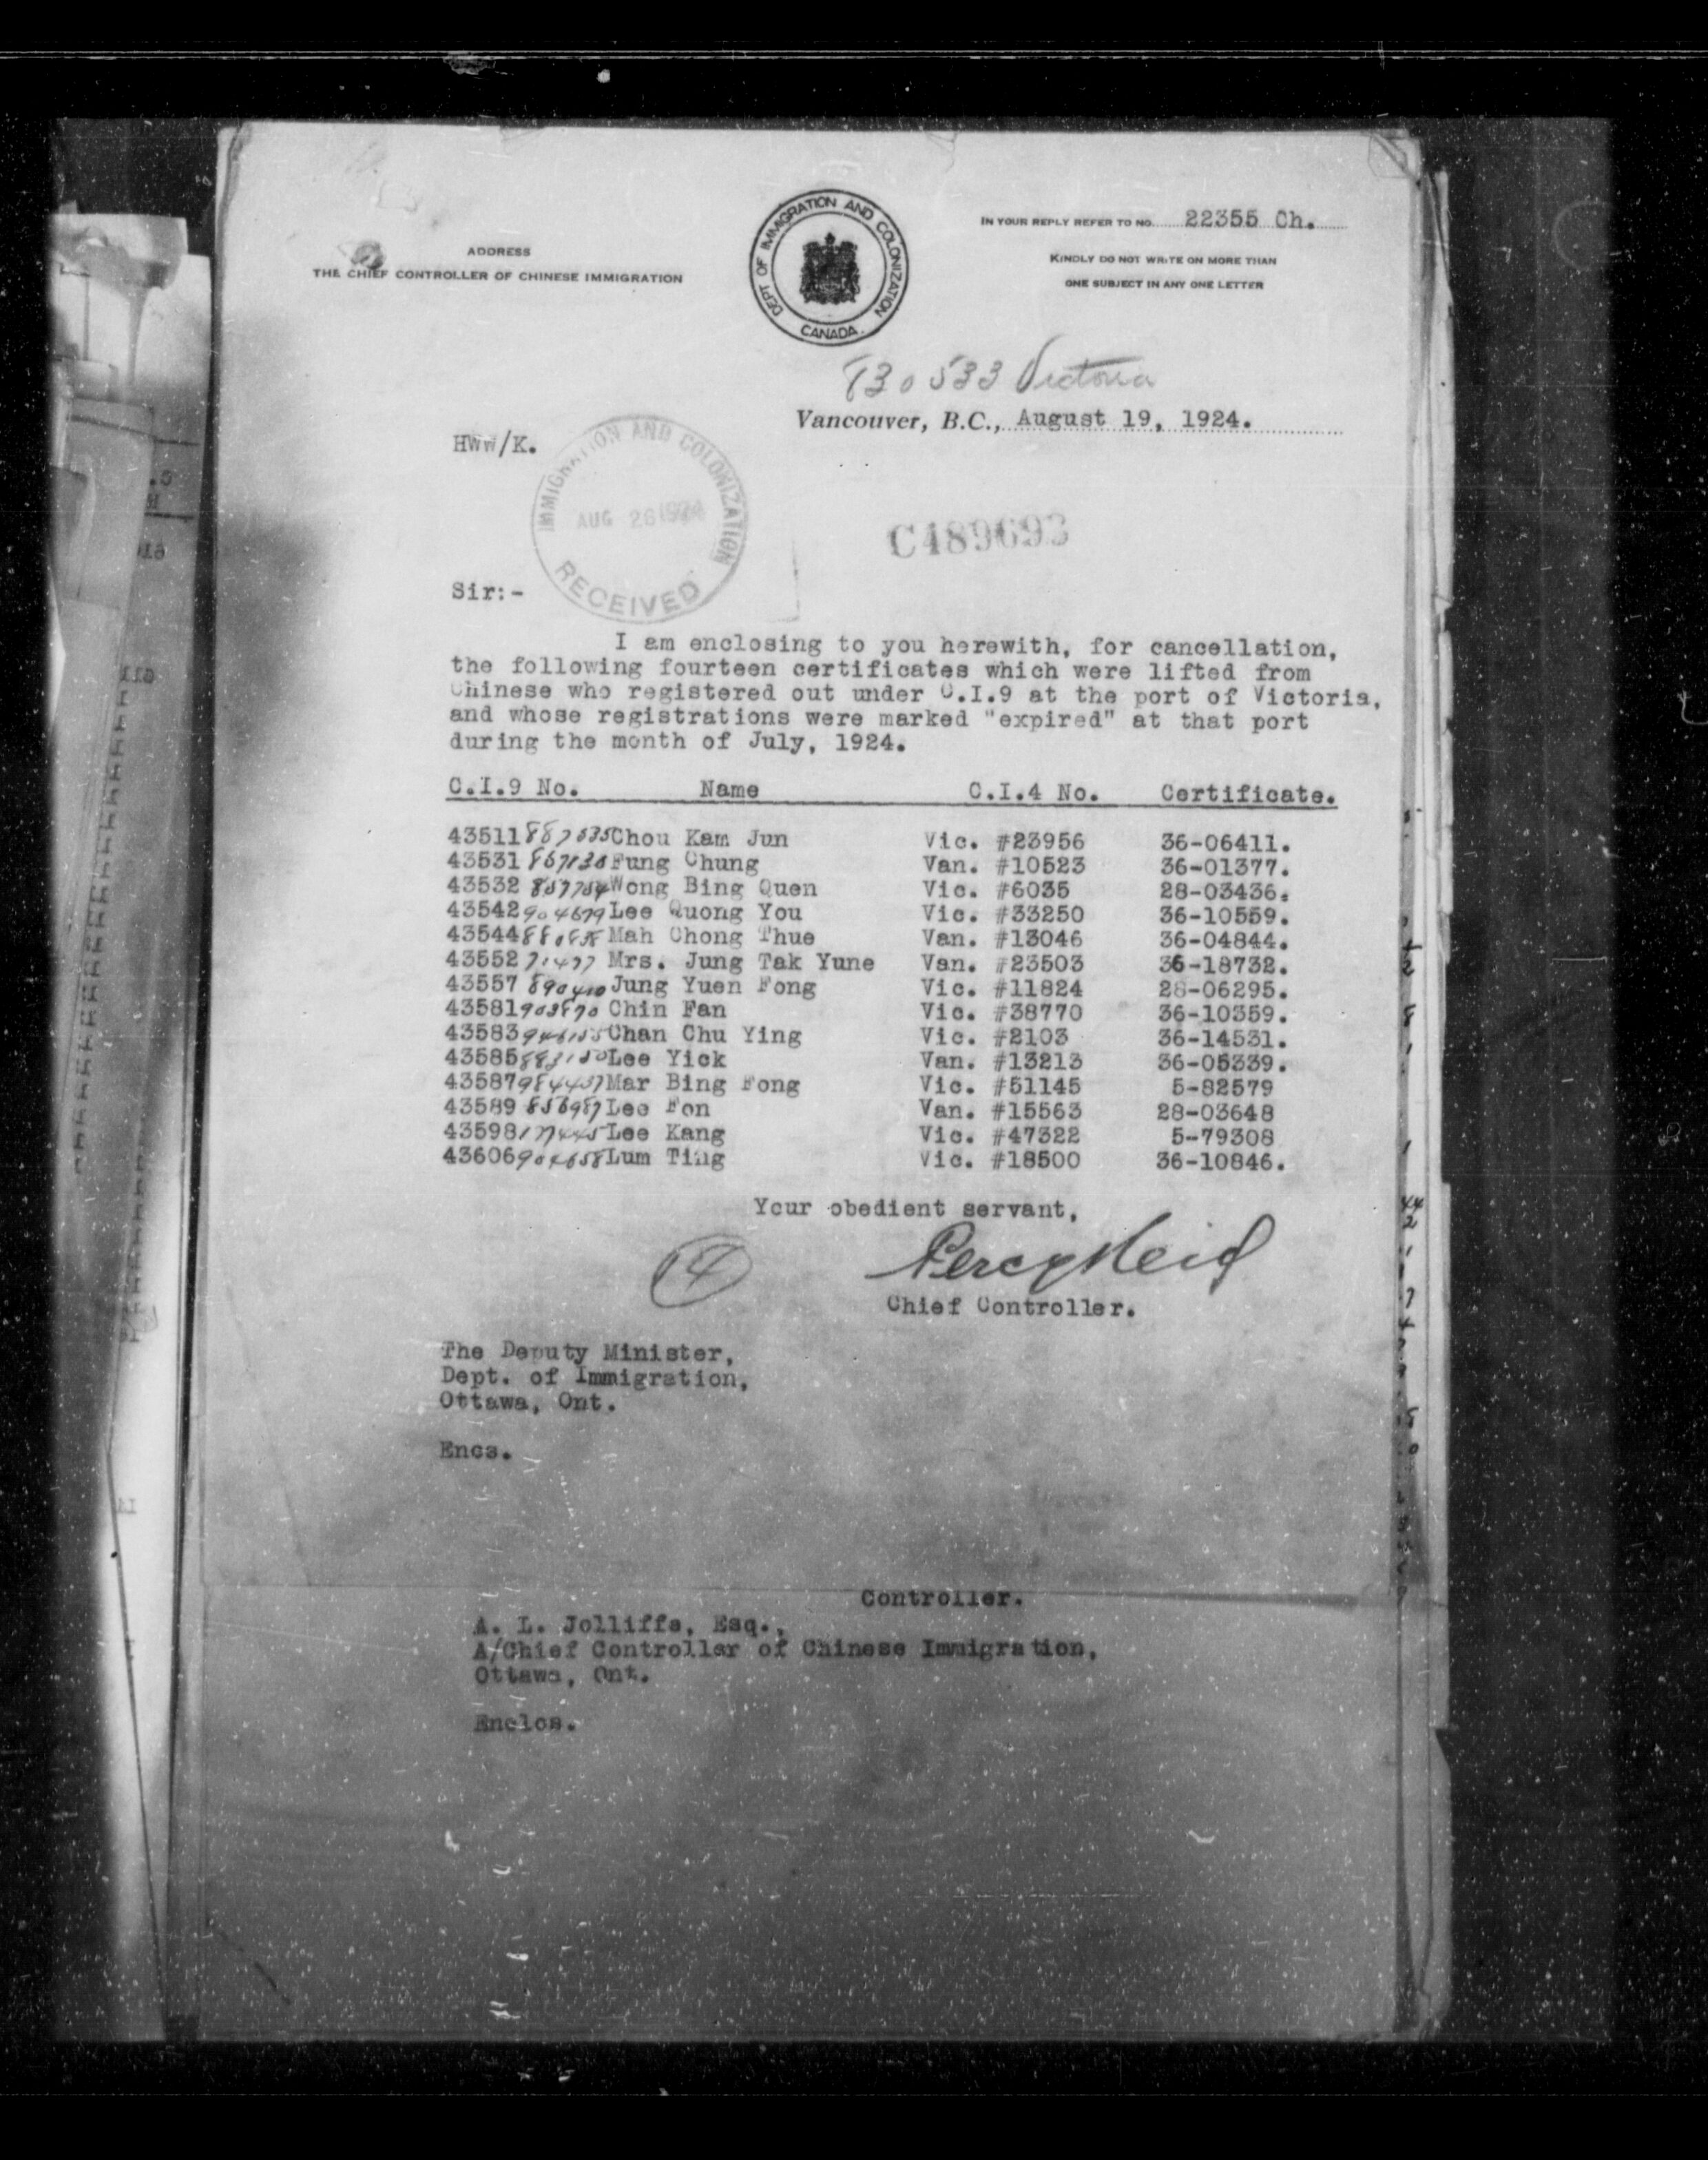 IN YOUR REPLY REFER TO NO. 22355 Ch.
ADDRESS
THE CHIEF CONTROLLER OF CHINESE IMMIGRATION
DEPT OF IMMIGRATION AND COLONIZATION
CANADA.
KINDLY DO NOT WRITE ON MORE THAN
ONE SUBJECT IN ANY ONE LETTER
Victoria
Vancouver, B.C., August 19, 1924.
HWW/K.
IMMIGRATION AND COLONIZATION
AUG 26 1924
RECEIVED
C489693
Sir:-
I am enclosing to you herewith, for cancellation,
the following fourteen certificates which were lifted from
Chinese who registered out under C.I.9 at the port of Victoria,
and whose registrations were marked "expired" at that port
during the month of July, 1924.
C.I.9 No. Name C.I.4 No. Certificate.
43511 Chou Kam Jun Vic. #23956 36-06411.
43531 Fung Chung Van. #10523 36-01377.
43532 Wong Bing Quen Vic. #6035 28-03436.
43542 Lee Quong You Vic. #33250 36-10559.
43544 Mah Chong Thue Van. #13046 36-04844.
43552 Mrs. Jung Tak Yune Van. #23503 36-18732.
43557 Jung Yuen Fong Vic. #11824 28-06295.
43581 Chin Fan Vic. #38770 36-10359.
43583 Chan Chu Ying Vic. #2103 36-14531.
43585 Lee Yick Van. #13213 36-05339.
43587 Mar Bing Fong Vic. #51145 5-82579
43589 Lee Fon Van. #15563 28-03648
43598 Lee Kang Vic. #47322 5-79308
43606 Lum Ting Vic. #18500 36-10846.
Your obedient servant,
14
Percy Reid
Chief Controller.
The Deputy Minister,
Dept. of Immigration,
Ottawa, Ont.
Encs.
Controller.
A. L. Jolliffe, Esq.,
A/Chief Controller of Chinese Immigration,
Ottawa, Ont.
Enclos.